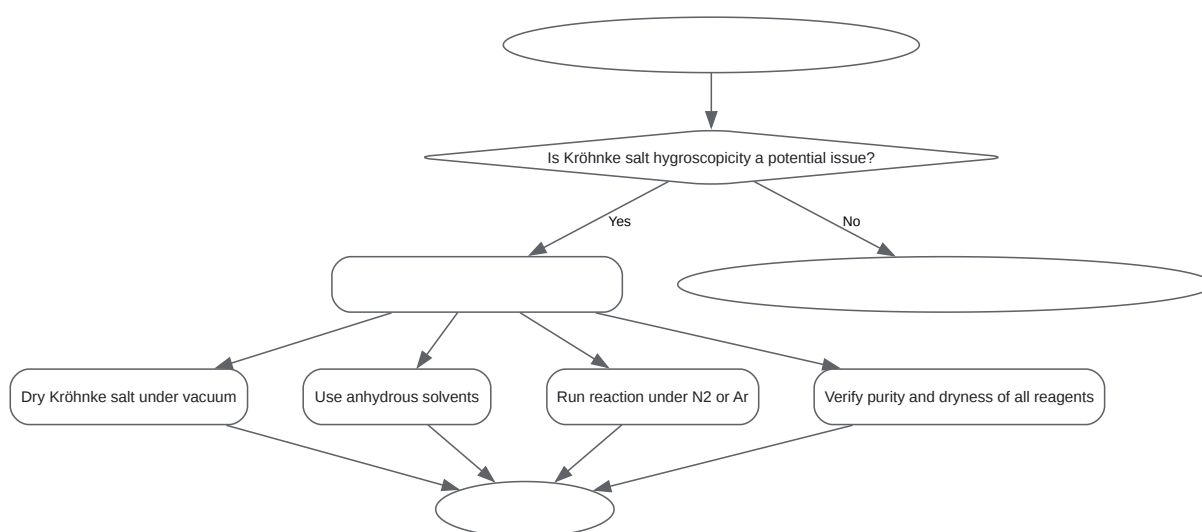 Is Kröhnke salt hygroscopicity a potential issue?
Yes
No
Dry Kröhnke salt under vacuum
Use anhydrous solvents
Run reaction under N2 or Ar
Verify purity and dryness of all reagents